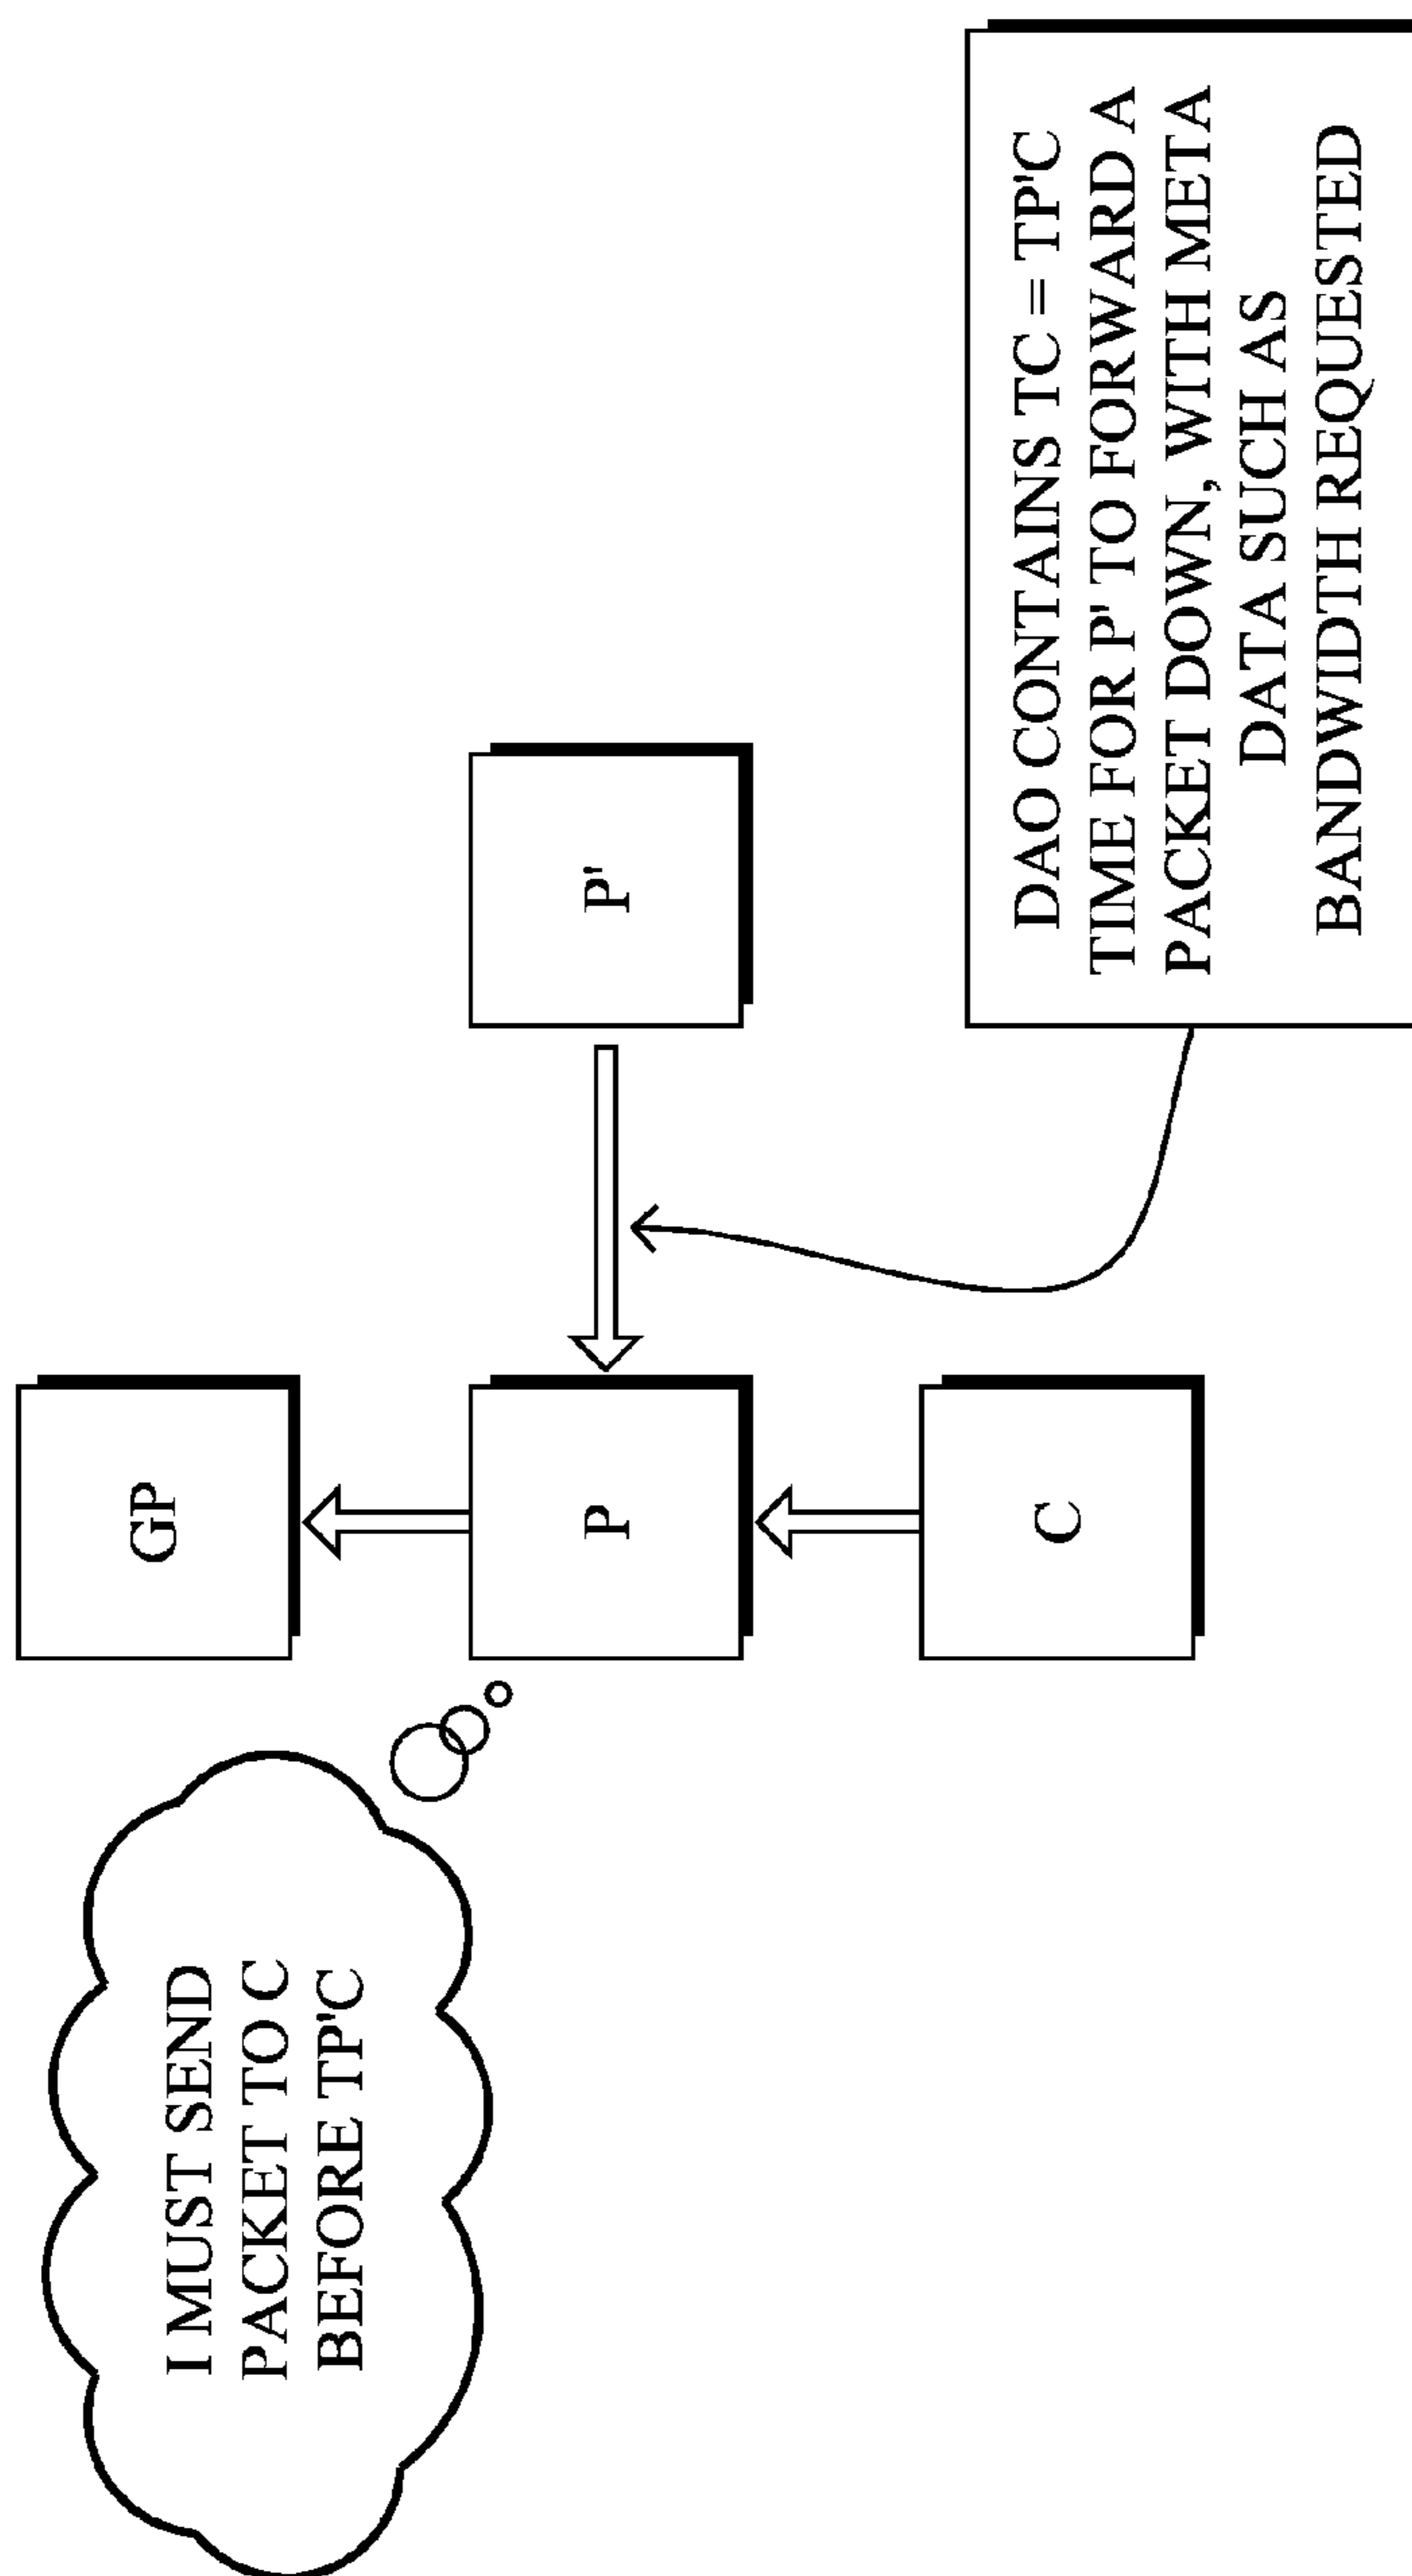 I MUST SEND
PACKET TO C
BEFORE TP'C
GP
P
C
P'
DAO CONTAINS TC = TP'C
TIME FOR P' TO FORWARD A
PACKET DOWN, WITH META
DATA SUCH AS
BANDWIDTH REQUESTED